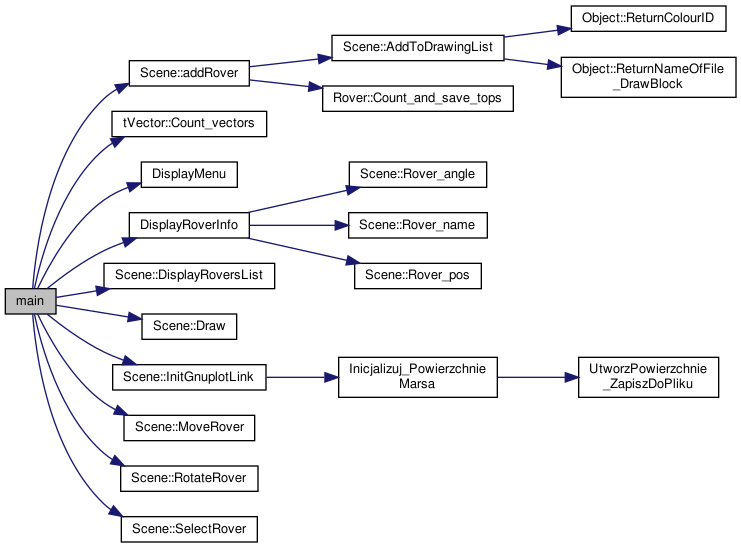 main
Scene::addRover
Scene::AddToDrawingList
Object::ReturnColourID
Object::ReturnNameOfFile
_DrawBlock
Rover::Count_and_save_tops
tVector::Count_vectors
DisplayMenu
DisplayRoverInfo
Scene::Rover_angle
Scene::Rover_name
Scene::Rover_pos
Scene::DisplayRoversList
Scene::Draw
Scene::InitGnuplotLink
Inicjalizuj_Powierzchnie
Marsa
UtworzPowierzchnie
_ZapiszDoPliku
Scene::MoveRover
Scene::RotateRover
Scene::SelectRover